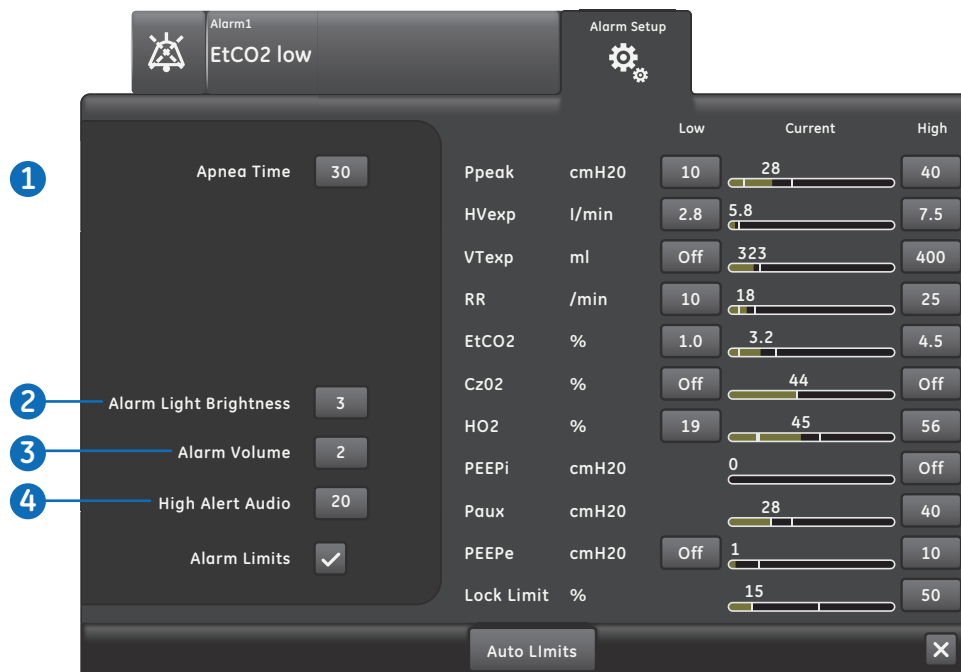 Alarm1
EtCO2 low
Alarm Setup
Low Current High
1 Apnea Time 30
2 Alarm Light Brightness 3
3 Alarm Volume 2
4 High Alert Audio 20
Alarm Limits
Ppeak cmH20 10 28 40
HVexp l/min 2.8 5.8 7.5
VTexp ml Off 323 400
RR /min 10 18 25
EtCO2 % 1.0 3.2 4.5
Cz02 % Off 44 Off
HO2 % 19 45 56
PEEPi cmH20 0 Off
Paux cmH20 28 40
PEEPe cmH20 Off 1 10
Lock Limit % 15 50
Auto LImits